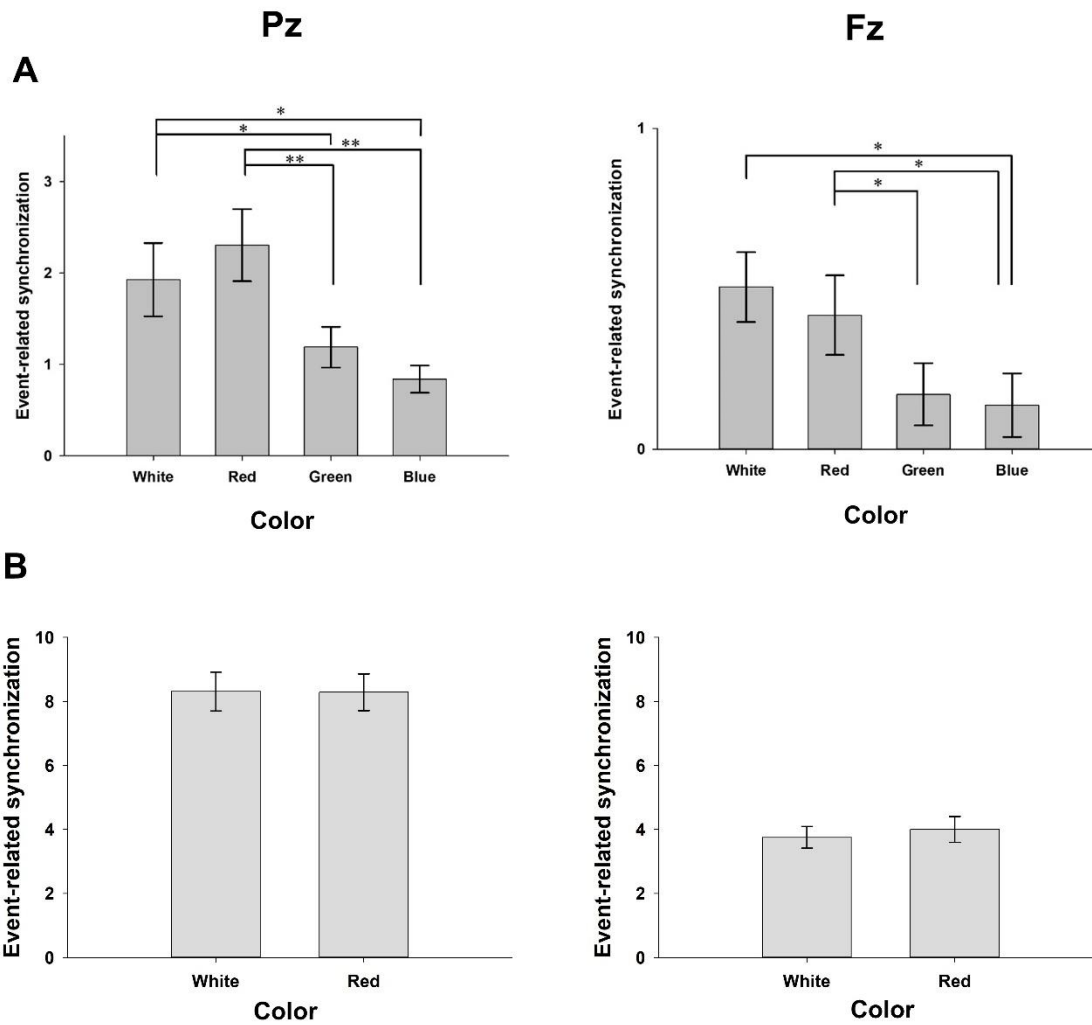 Pz
Fz
A
*
*
**
**
Event-related synchronization
3
2
1
0
White Red Green Blue
Color
*
*
*
Event-related synchronization
1
0
White Red Green Blue
Color
B
Event-related synchronization
10
8
6
4
2
0
White Red
Color
Event-related synchronization
10
8
6
4
2
0
White Red
Color